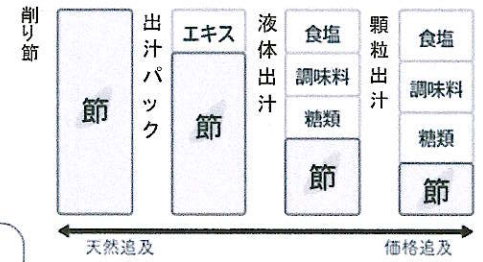 削り節
節
出汁パック
エキス
節
液体出汁
食塩
調味料
糖類
節
顆粒出汁
食塩
調味料
糖類
節
天然追及
価格追及